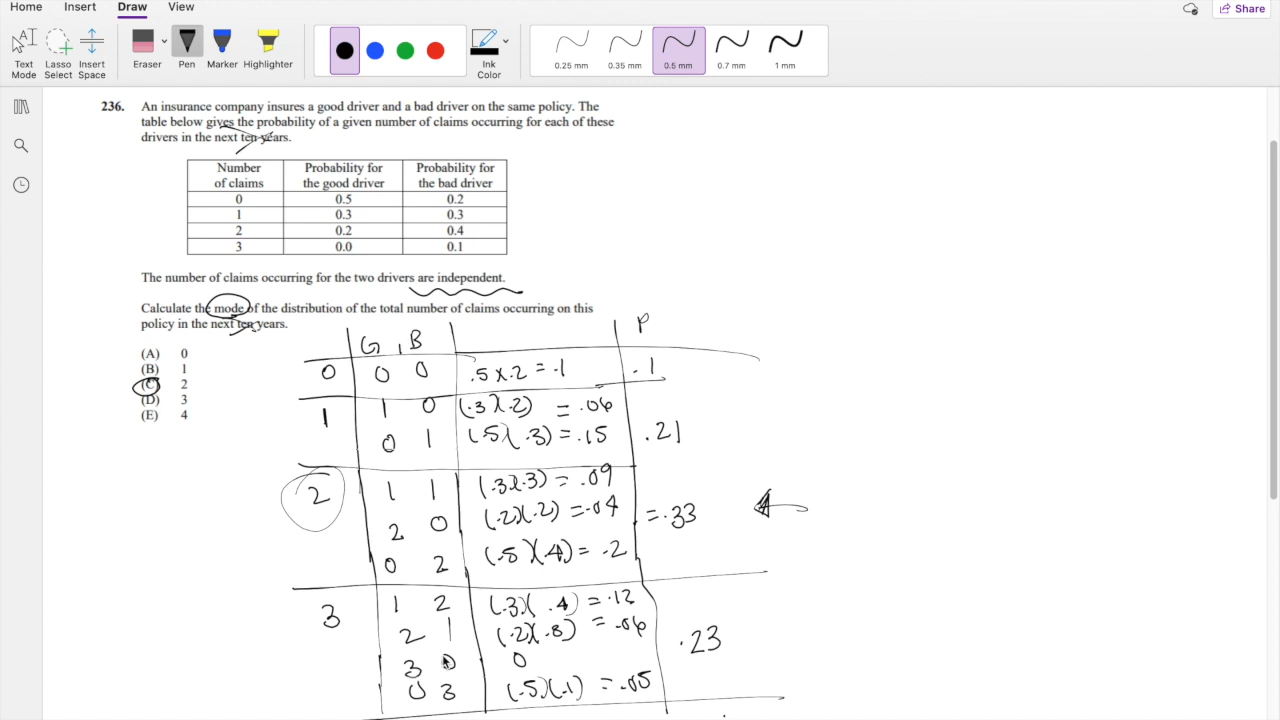 Home Insert Draw View Share
Text Mode
Lasso Select
Insert Space
Eraser
Pen
Marker
Highlighter
Ink Color
0.25 mm
0.35 mm
0.5 mm
0.7 mm
1 mm
236. An insurance company insures a good driver and a bad driver on the same policy. The
table below gives the probability of a given number of claims occurring for each of these
drivers in the next ten years.
Number of claims Probability for the good driver Probability for the bad driver
0 0.5 0.2
1 0.3 0.3
2 0.2 0.4
3 0.0 0.1
The number of claims occurring for the two drivers are independent.
Calculate the mode of the distribution of the total number of claims occurring on this
policy in the next ten years.
(A) 0
(B) 1
(C) 2
(D) 3
(E) 4
G , B P
0 0 0 .5 x .2 = .1 .1
1 1 0 (.3)(.2) = .06
0 1 (.5)(.3) = .15 .21
1 1 (.3)(.3) = .09
2 2 0 (.2)(.2) = .04 = .33
0 2 (.5)(.4) = .2
3 1 2 (.3)(.4) = .12
2 1 (.2)(.3) = .06 .23
3 0 0
0 3 (.5)(.1) = .05